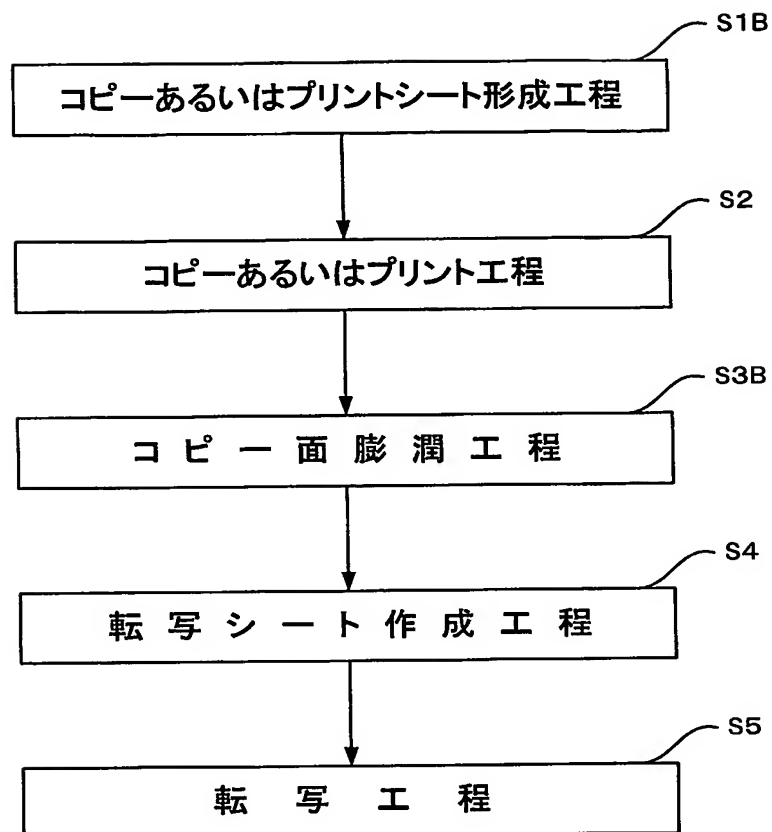 S1B
コピーあるいはプリントシート形成工程
S2
コピーあるいはプリント工程
S3B
コピー面膨潤工程
S4
転写シート作成工程
S5
転写工程